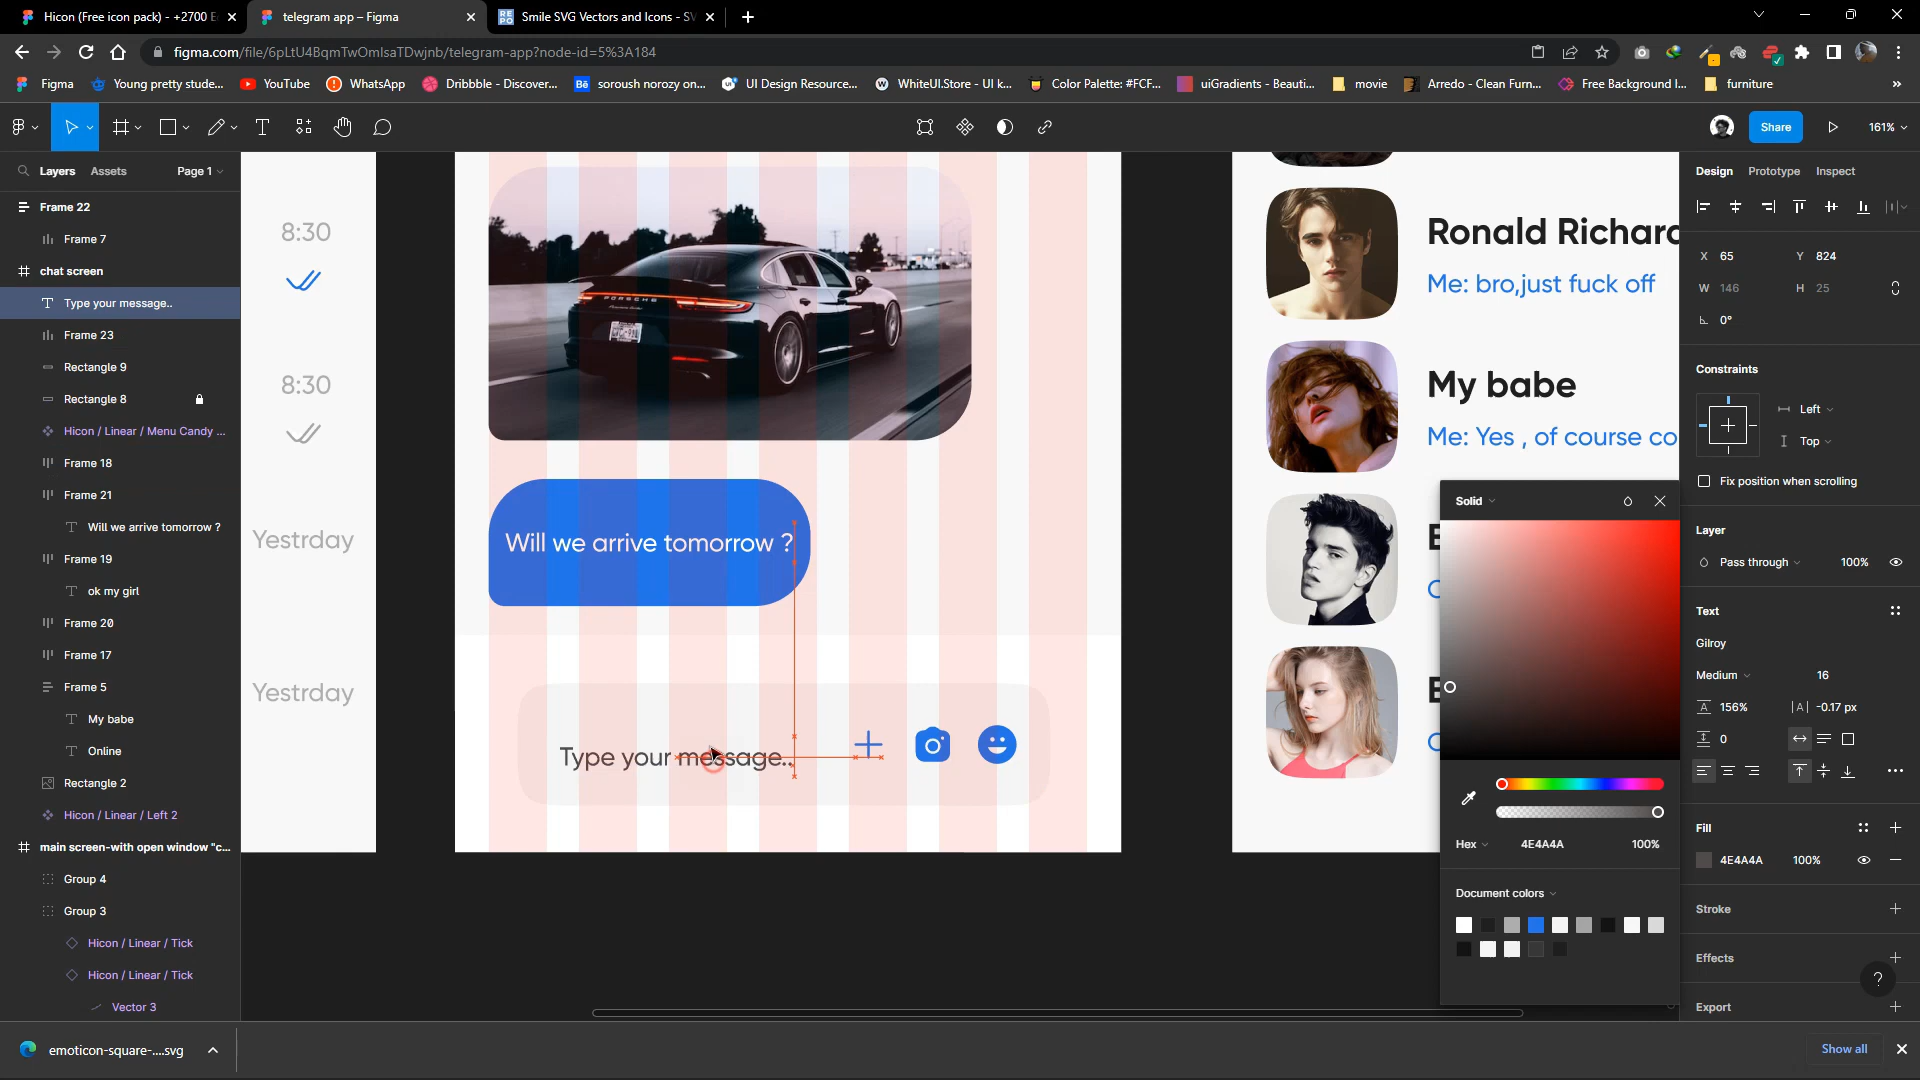 Hicon (Free icon pack) - +2700 E
telegram app – Figma
REPO
Smile SVG Vectors and Icons - SV
figma.com/file/6pLtU4BqmTwOmlsaTDwjnb/telegram-app?node-id=5%3A184
Figma
Young pretty stude...
YouTube
WhatsApp
Dribbble - Discover...
Bē
soroush norozy on...
UI Design Resource...
WhiteUI.Store - UI k...
Color Palette: #FCF...
uiGradients - Beauti...
movie
Arredo - Clean Furn...
Free Background I...
furniture
»
Share
161%
Layers
Assets
Page 1
Frame 22
Frame 7
chat screen
Type your message..
Frame 23
Rectangle 9
Rectangle 8
Hicon / Linear / Menu Candy ...
Frame 18
Frame 21
Will we arrive tomorrow ?
Frame 19
ok my girl
Frame 20
Frame 17
Frame 5
My babe
Online
Rectangle 2
Hicon / Linear / Left 2
main screen-with open window "c...
Group 4
Group 3
Hicon / Linear / Tick
Hicon / Linear / Tick
Vector 3
8:30
8:30
Yestrday
Yestrday
PORSCHE
Will we arrive tomorrow ?
Type your message..
Ronald Richard
Me: bro,just fuck off
My babe
Me: Yes , of course co
Solid
Hex
4E4A4A
100%
Document colors
Design
Prototype
Inspect
X 65
Y 824
W 146
H 25
0°
Constraints
Left
Top
Fix position when scrolling
Layer
Pass through
100%
Text
Gilroy
Medium
16
156%
-0.17 px
0
Fill
4E4A4A
100%
Stroke
Effects
?
Export
emoticon-square-....svg
Show all